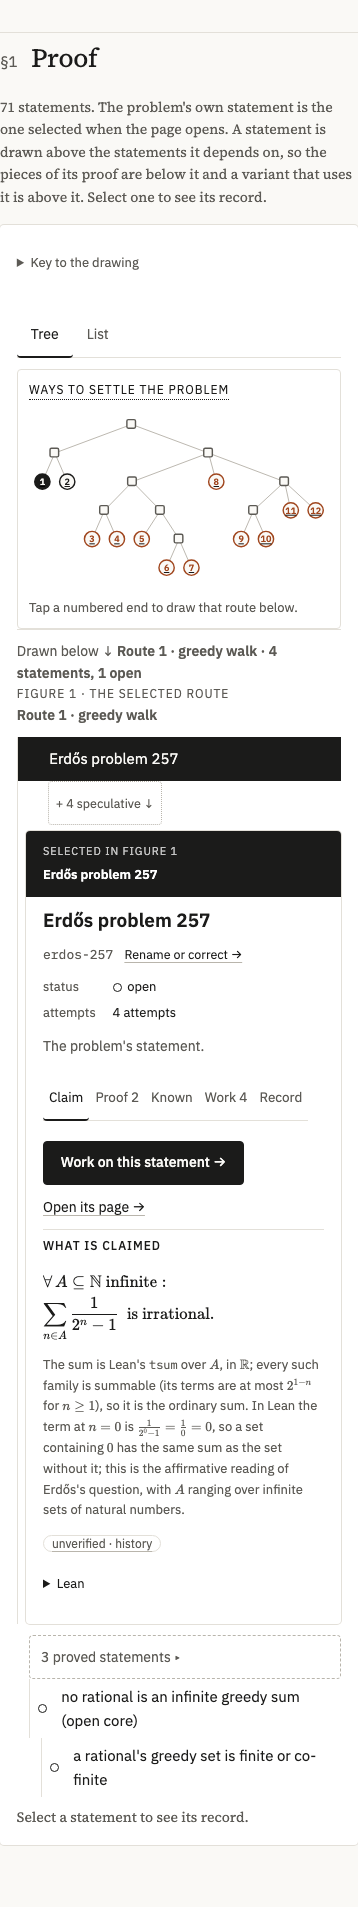 §1 Proof
71 statements. The problem's own statement is the
one selected when the page opens. A statement is
drawn above the statements it depends on, so the
pieces of its proof are below it and a variant that uses
it is above it. Select one to see its record.
▶ Key to the drawing
Tree List
WAYS TO SETTLE THE PROBLEM
1 2 8
11 12
3 4 5 9 10
6 7
Tap a numbered end to draw that route below.
Drawn below ↓ Route 1 · greedy walk · 4
statements, 1 open
FIGURE 1 · THE SELECTED ROUTE
Route 1 · greedy walk
Erdős problem 257
+ 4 speculative ↓
SELECTED IN FIGURE 1
Erdős problem 257
Erdős problem 257
erdos-257 Rename or correct →
status open
attempts 4 attempts
The problem's statement.
Claim Proof 2 Known Work 4 Record
Work on this statement →
Open its page →
WHAT IS CLAIMED
∀ A ⊆ ℕ infinite :
∑_{n∈A} 1/(2^n − 1) is irrational.
The sum is Lean's tsum over A, in ℝ; every such
family is summable (its terms are at most 2^{1−n}
for n ≥ 1), so it is the ordinary sum. In Lean the
term at n = 0 is 1/(2^0−1) = 1/0 = 0, so a set
containing 0 has the same sum as the set
without it; this is the affirmative reading of
Erdős's question, with A ranging over infinite
sets of natural numbers.
unverified · history
▶ Lean
3 proved statements ▸
no rational is an infinite greedy sum
(open core)
a rational's greedy set is finite or co-
finite
Select a statement to see its record.